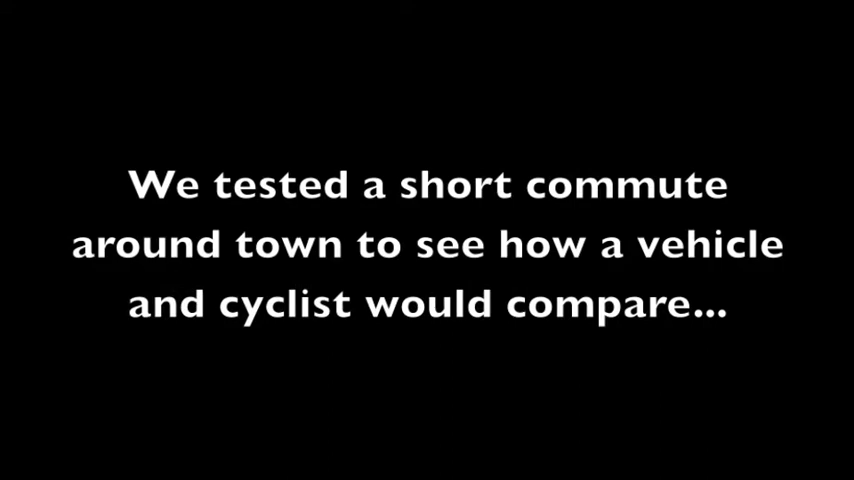 We tested a short commute
around town to see how a vehicle
and cyclist would compare...